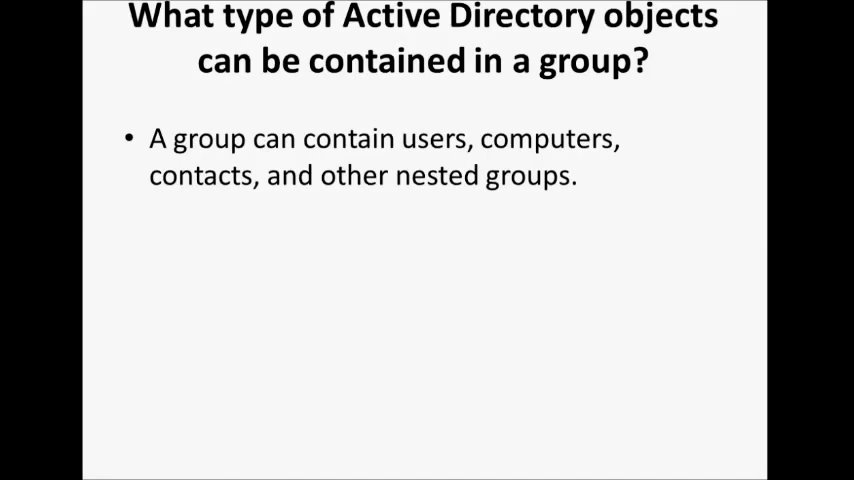 What type of Active Directory objects
can be contained in a group?
• A group can contain users, computers,
contacts, and other nested groups.